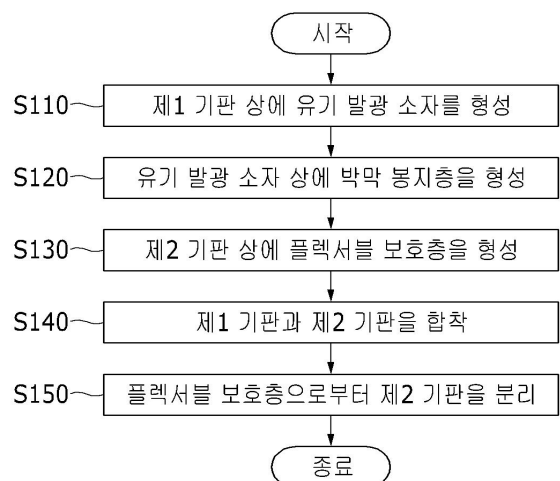 시작
S110 제1 기판 상에 유기 발광 소자를 형성
S120 유기 발광 소자 상에 박막 봉지층을 형성
S130 제2 기판 상에 플렉서블 보호층을 형성
S140 제1 기판과 제2 기판을 합착
S150 플렉서블 보호층으로부터 제2 기판을 분리
종료